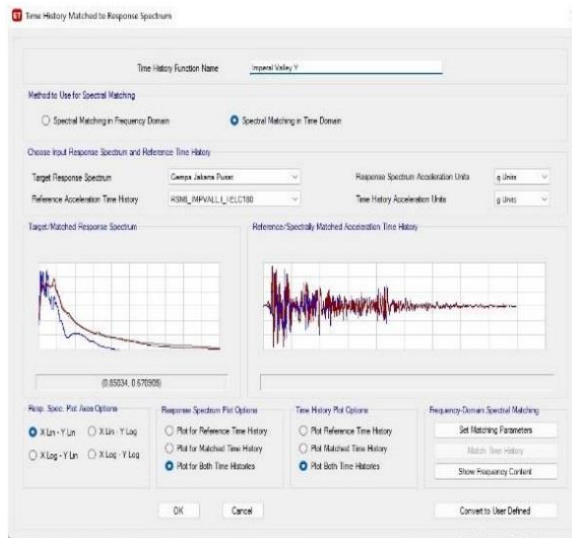 Time History Matched to Response Spectrum
Time History Function Name
Imperal Valley Y
Method to Use for Spectral Matching
Spectral Matching in Frequency Domain
Spectral Matching in Time Domain
Choose Input Response Spectrum and Reference Time History
Target Response Spectrum
Gempa Jakarta Pusat
Response Spectrum Acceleration Units
g Units
Reference Acceleration Time History
Time History Acceleration Units
g Units
Target/Matched Response Spectrum
Reference/Spectrally Matched Acceleration Time History
(0.85034, 0.670908)
Resp. Spec. Plot Axes Options
X Lin - Y Lin
X Lin - Y Log
X Log - Y Lin
X Log - Y Log
Response Spectrum Plot Options
Plot for Reference Time History
Plot for Matched Time History
Plot for Both Time Histories
Time History Plot Options
Plot Reference Time History
Plot Matched Time History
Plot Both Time Histories
Frequency-Domain Spectral Matching
Set Matching Parameters
Match Time History
Show Frequency Content
OK
Cancel
Convert to User Defined